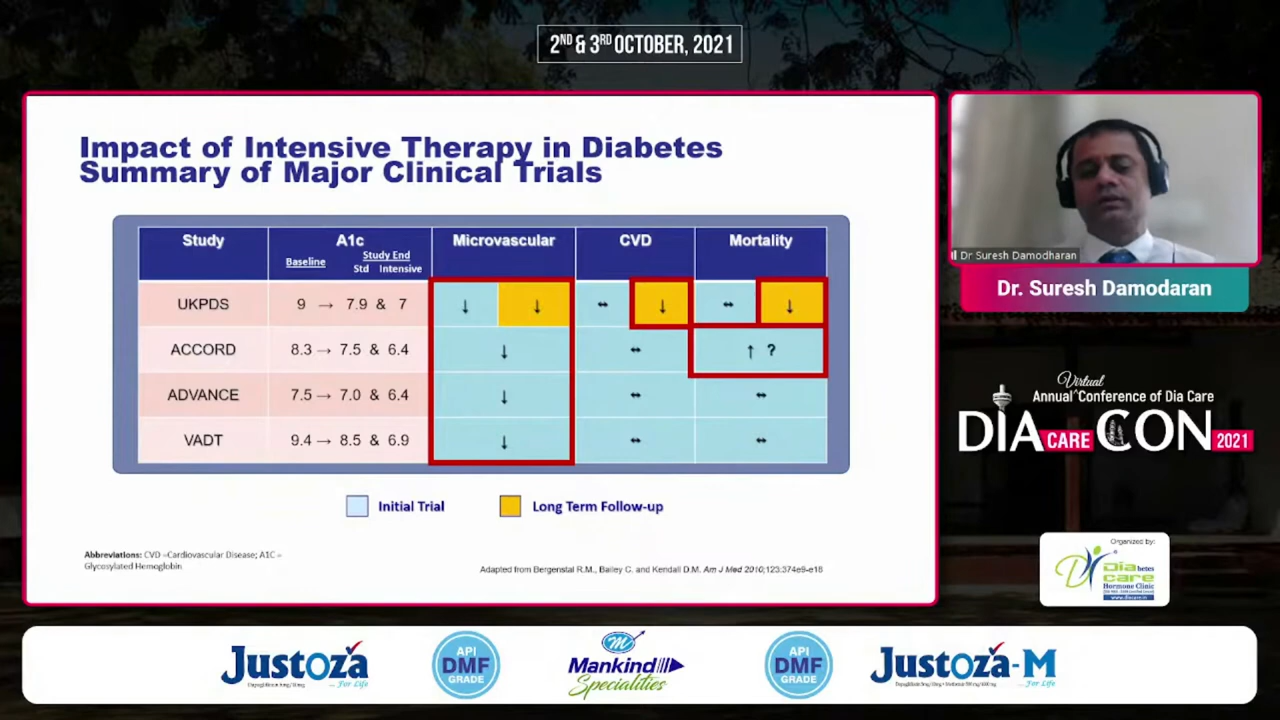 2ND & 3RD OCTOBER, 2021
Impact of Intensive Therapy in Diabetes
Summary of Major Clinical Trials
Study A1c Microvascular CVD Mortality
Baseline Study End
Std Intensive
UKPDS 9 → 7.9 & 7 ↓ ↓ ↔ ↓ ↔ ↓
ACCORD 8.3 → 7.5 & 6.4 ↓ ↔ ↑ ?
ADVANCE 7.5 → 7.0 & 6.4 ↓ ↔ ↔
VADT 9.4 → 8.5 & 6.9 ↓ ↔ ↔
Initial Trial Long Term Follow-up
Abbreviations: CVD –Cardiovascular Disease; A1C –
Glycosylated Hemoglobin
Adapted from Bergenstal R.M., Bailey C. and Kendall D.M. Am J Med 2010;123:374e9-e18
Dr Suresh Damodharan
Dr. Suresh Damodaran
Virtual
Annual ^ Conference of Dia Care
DIA CARE CON 2021
Organized by:
Diabetes
care
Hormone Clinic
www.diacare.in
Justoza
... For Life
API
DMF
GRADE
Mankind
Specialities
API
DMF
GRADE
Justoza-M
... For Life